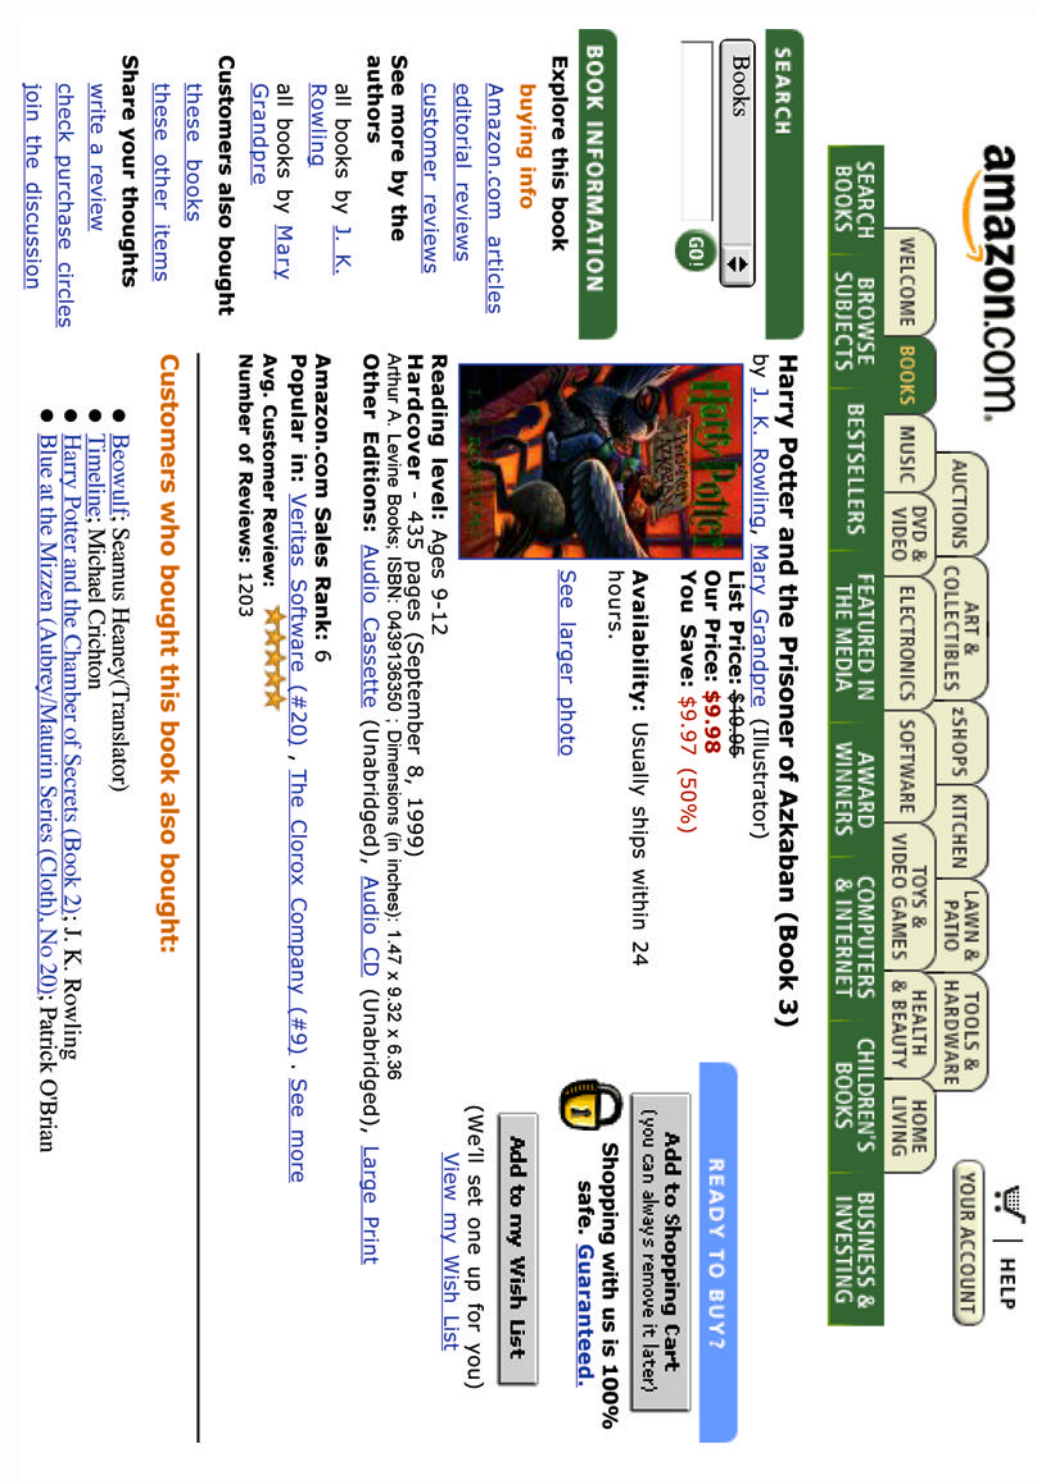 amazon.com.
HELP
YOUR ACCOUNT
AUCTIONS
ART & COLLECTIBLES
zSHOPS
KITCHEN
LAWN & PATIO
TOOLS & HARDWARE
WELCOME
BOOKS
MUSIC
DVD & VIDEO
ELECTRONICS
SOFTWARE
TOYS & VIDEO GAMES
HEALTH & BEAUTY
HOME LIVING
SEARCH BOOKS
BROWSE SUBJECTS
BESTSELLERS
FEATURED IN THE MEDIA
AWARD WINNERS
COMPUTERS & INTERNET
CHILDREN'S BOOKS
BUSINESS & INVESTING
SEARCH
Books
GO!
BOOK INFORMATION
Explore this book
buying info
Amazon.com articles
editorial reviews
customer reviews
See more by the
authors
all books by J. K.
Rowling
all books by Mary
Grandpre
Customers also bought
these books
these other items
Share your thoughts
write a review
check purchase circles
join the discussion
Harry Potter and the Prisoner of Azkaban (Book 3)
by J. K. Rowling, Mary Grandpre (Illustrator)
Harry Potter
PRISONER
AZKABAN
List Price: $19.95
Our Price: $9.98
You Save: $9.97 (50%)
Availability: Usually ships within 24
hours.
See larger photo
Reading level: Ages 9-12
Hardcover - 435 pages (September 8, 1999)
Arthur A. Levine Books; ISBN: 0439136350 ; Dimensions (in inches): 1.47 x 9.32 x 6.36
Other Editions: Audio Cassette (Unabridged), Audio CD (Unabridged), Large Print
Amazon.com Sales Rank: 6
Popular in: Veritas Software (#20) , The Clorox Company (#9) . See more
Avg. Customer Review:
Number of Reviews: 1203
READY TO BUY?
Add to Shopping Cart
(you can always remove it later)
Shopping with us is 100%
safe. Guaranteed.
Add to my Wish List
(We'll set one up for you)
View my Wish List
Customers who bought this book also bought:
● Beowulf; Seamus Heaney(Translator)
● Timeline; Michael Crichton
● Harry Potter and the Chamber of Secrets (Book 2); J. K. Rowling
● Blue at the Mizzen (Aubrey/Maturin Series (Cloth), No 20); Patrick O'Brian